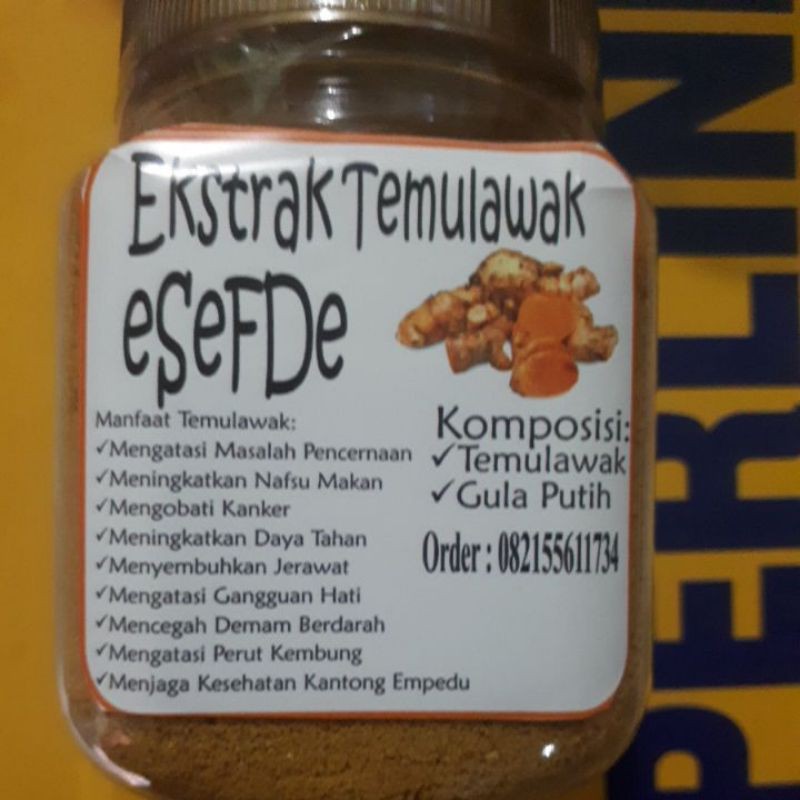 Ekstrak Temulawak
eSeFDe
Manfaat Temulawak:
✓Mengatasi Masalah Pencernaan
✓Meningkatkan Nafsu Makan
✓Mengobati Kanker
✓Meningkatkan Daya Tahan
✓Menyembuhkan Jerawat
✓Mengatasi Gangguan Hati
✓Mencegah Demam Berdarah
✓Mengatasi Perut Kembung
✓Menjaga Kesehatan Kantong Empedu
Komposisi:
✓Temulawak
✓Gula Putih
Order : 082155611734
PERLIN